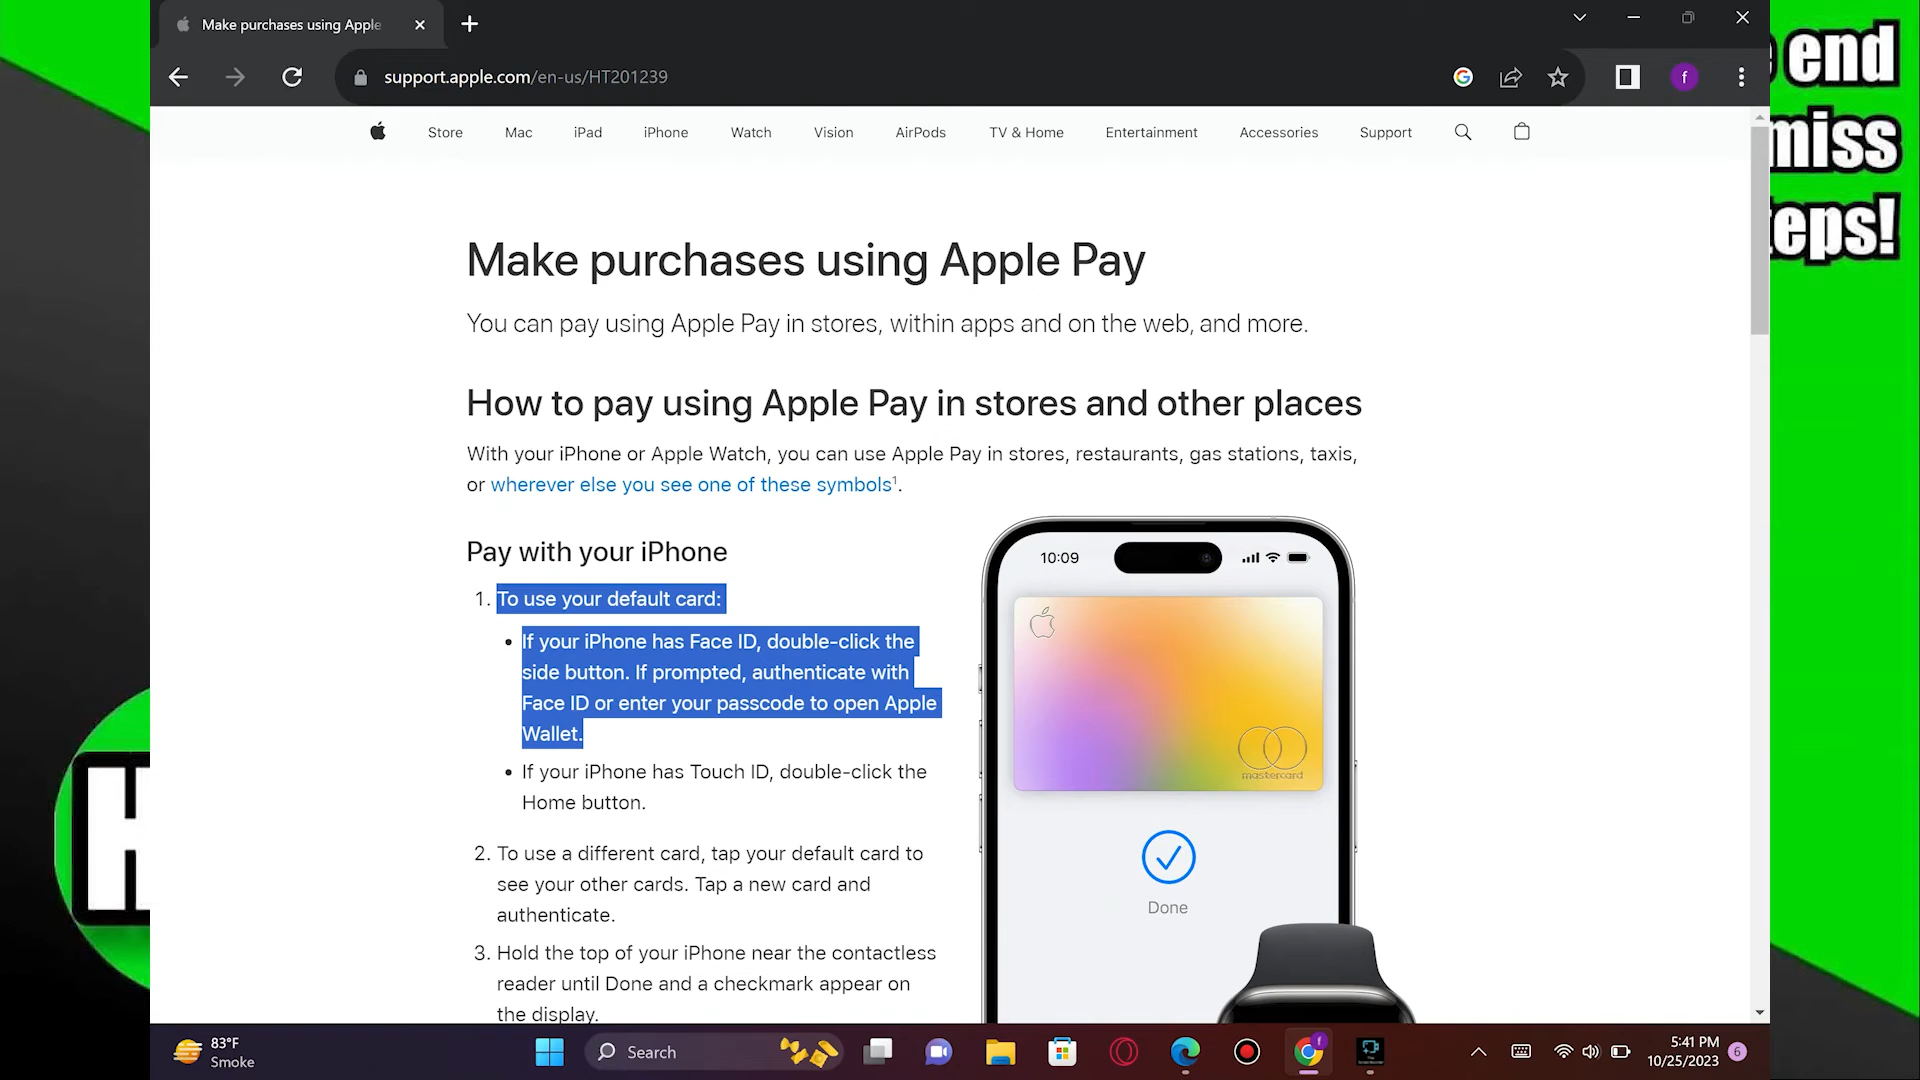 Make purchases using Apple
support.apple.com/en-us/HT201239
f
end
miss
teps!
Store Mac iPad iPhone Watch Vision AirPods TV & Home Entertainment Accessories Support
Make purchases using Apple Pay
You can pay using Apple Pay in stores, within apps and on the web, and more.
How to pay using Apple Pay in stores and other places
With your iPhone or Apple Watch, you can use Apple Pay in stores, restaurants, gas stations, taxis,
or wherever else you see one of these symbols¹.
Pay with your iPhone
1. To use your default card:
• If your iPhone has Face ID, double-click the
side button. If prompted, authenticate with
Face ID or enter your passcode to open Apple
Wallet.
• If your iPhone has Touch ID, double-click the
Home button.
2. To use a different card, tap your default card to
see your other cards. Tap a new card and
authenticate.
3. Hold the top of your iPhone near the contactless
reader until Done and a checkmark appear on
the display.
10:09
mastercard
Done
H
83°F
Smoke
Search
f
5:41 PM
10/25/2023
6